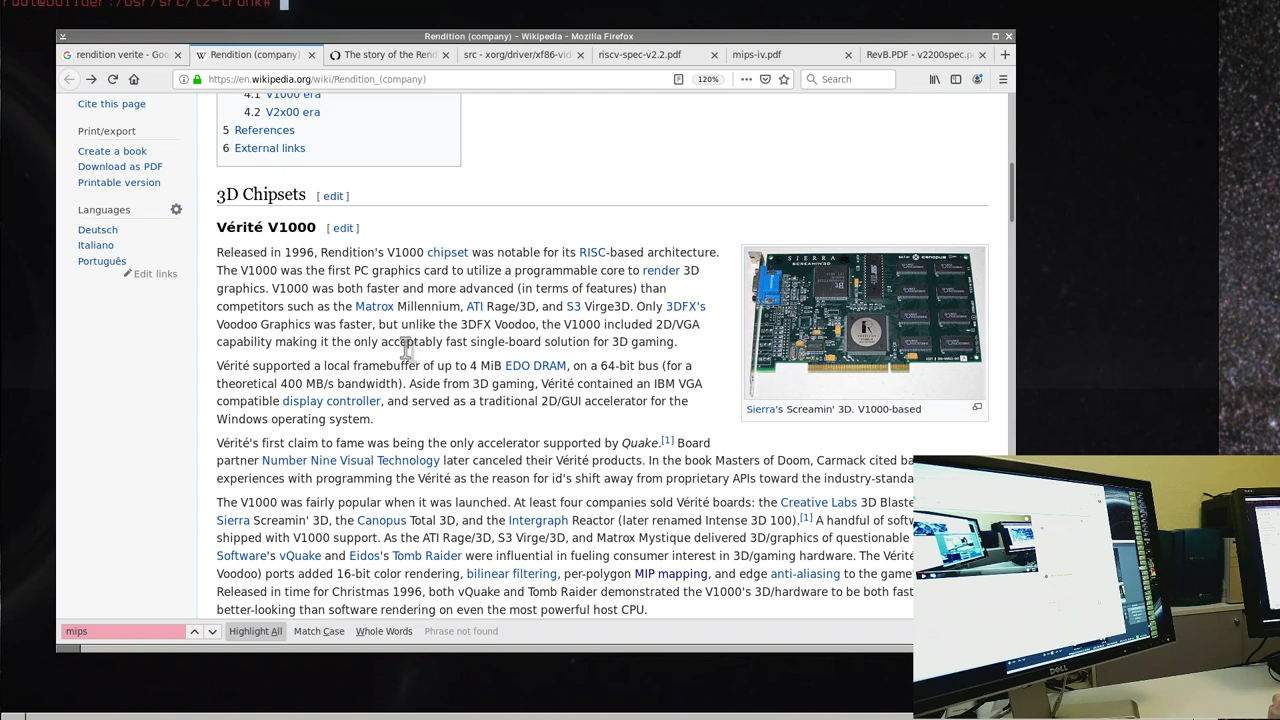 root@builder:/usr/src/t2-trunk#
Rendition (company) - Wikipedia - Mozilla Firefox
rendition verite - Goo
Rendition (company)
The story of the Rend
src - xorg/driver/xf86-vid
riscv-spec-v2.2.pdf
mips-iv.pdf
RevB.PDF - v2200spec.p
https://en.wikipedia.org/wiki/Rendition_(company)
120%
Search
Cite this page
Print/export
Create a book
Download as PDF
Printable version
Languages
Deutsch
Italiano
Português
Edit links
4.1 V1000 era
4.2 V2x00 era
5 References
6 External links
3D Chipsets [ edit ]
Vérité V1000 [ edit ]
Released in 1996, Rendition's V1000 chipset was notable for its RISC-based architecture.
The V1000 was the first PC graphics card to utilize a programmable core to render 3D
graphics. V1000 was both faster and more advanced (in terms of features) than
competitors such as the Matrox Millennium, ATI Rage/3D, and S3 Virge3D. Only 3DFX's
Voodoo Graphics was faster, but unlike the 3DFX Voodoo, the V1000 included 2D/VGA
capability making it the only acceptably fast single-board solution for 3D gaming.
Vérité supported a local framebuffer of up to 4 MiB EDO DRAM, on a 64-bit bus (for a
theoretical 400 MB/s bandwidth). Aside from 3D gaming, Vérité contained an IBM VGA
compatible display controller, and served as a traditional 2D/GUI accelerator for the
Windows operating system.
SIERRA
SCREAMIN'3D
canopus
Bt
R
Sierra's Screamin' 3D. V1000-based
Vérité's first claim to fame was being the only accelerator supported by Quake.[1] Board
partner Number Nine Visual Technology later canceled their Vérité products. In the book Masters of Doom, Carmack cited ba
experiences with programming the Vérité as the reason for id's shift away from proprietary APIs toward the industry-standa
The V1000 was fairly popular when it was launched. At least four companies sold Vérité boards: the Creative Labs 3D Blaste
Sierra Screamin' 3D, the Canopus Total 3D, and the Intergraph Reactor (later renamed Intense 3D 100).[1] A handful of softw
shipped with V1000 support. As the ATI Rage/3D, S3 Virge/3D, and Matrox Mystique delivered 3D/graphics of questionable
Software's vQuake and Eidos's Tomb Raider were influential in fueling consumer interest in 3D/gaming hardware. The Vérité
Voodoo) ports added 16-bit color rendering, bilinear filtering, per-polygon MIP mapping, and edge anti-aliasing to the game
Released in time for Christmas 1996, both vQuake and Tomb Raider demonstrated the V1000's 3D/hardware to be both fast
better-looking than software rendering on even the most powerful host CPU.
mips
Highlight All
Match Case
Whole Words
Phrase not found
DELL